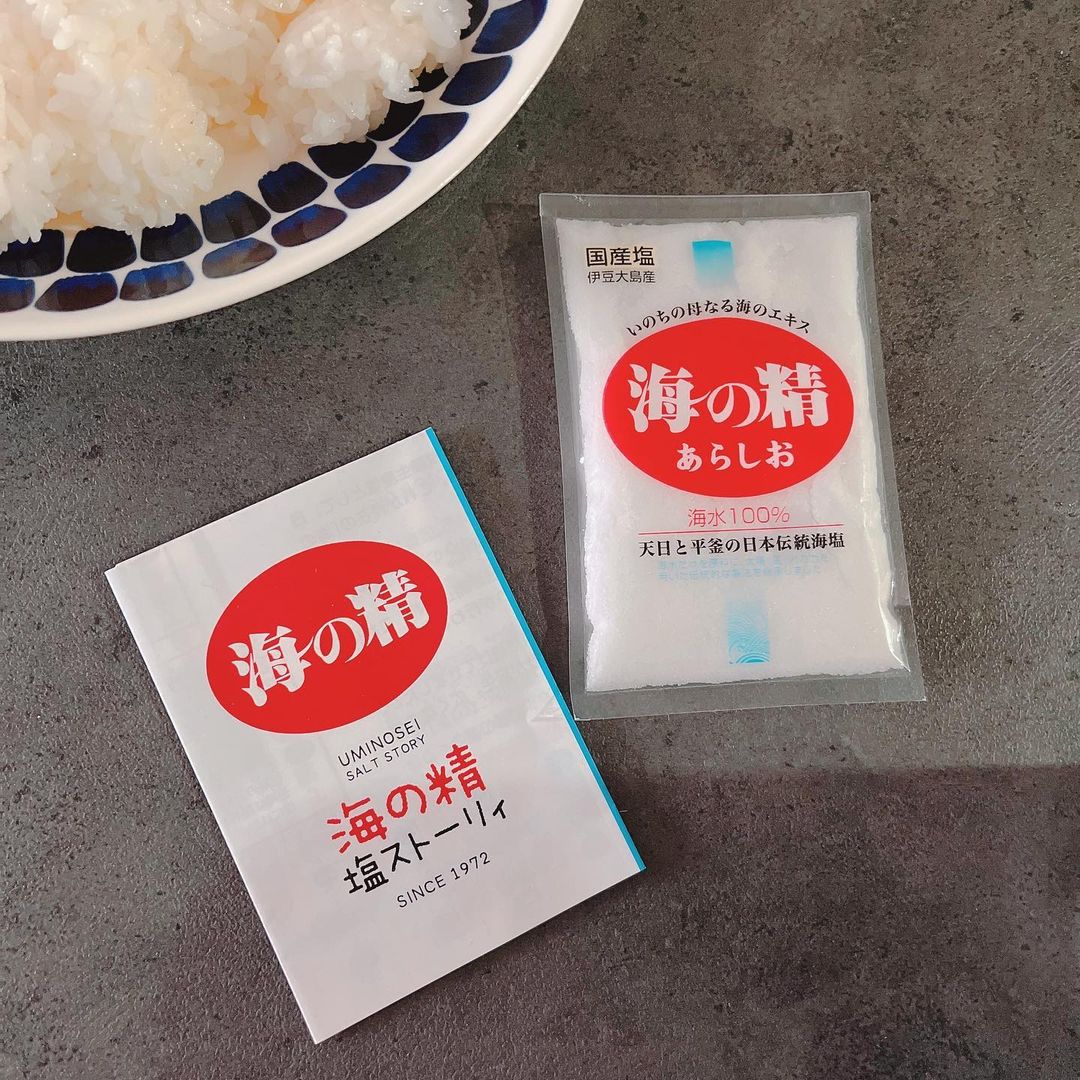 国産塩
伊豆大島産
いのちの母なる海のエキス
海の精
あらしお
海水100%
天日と平釜の日本伝統海塩
海の精
UMINOSEI
SALT STORY
海の精
塩ストーリィ
SINCE 1972